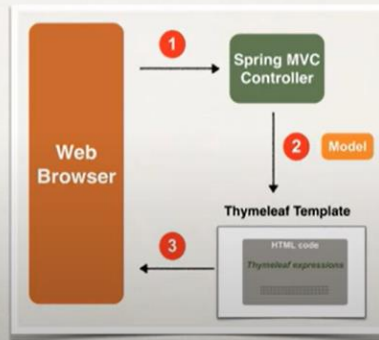 1
Spring MVC
Controller
Web
Browser
2
Model
Thymeleaf Template
HTML code
Thymeleaf expressions
3